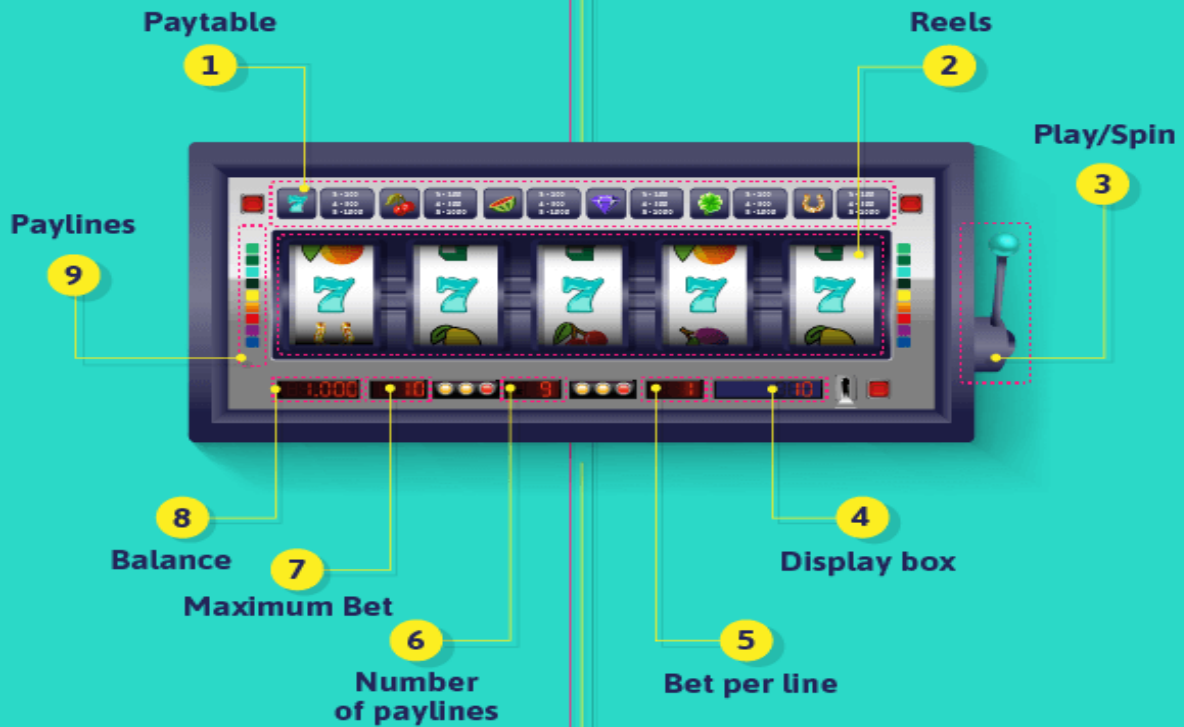 Paytable
Reels
1
2
Play/Spin
3
Paylines
9
1.000
10
9
1
10
8
4
Balance
7
Display box
Maximum Bet
6
5
Number
of paylines
Bet per line